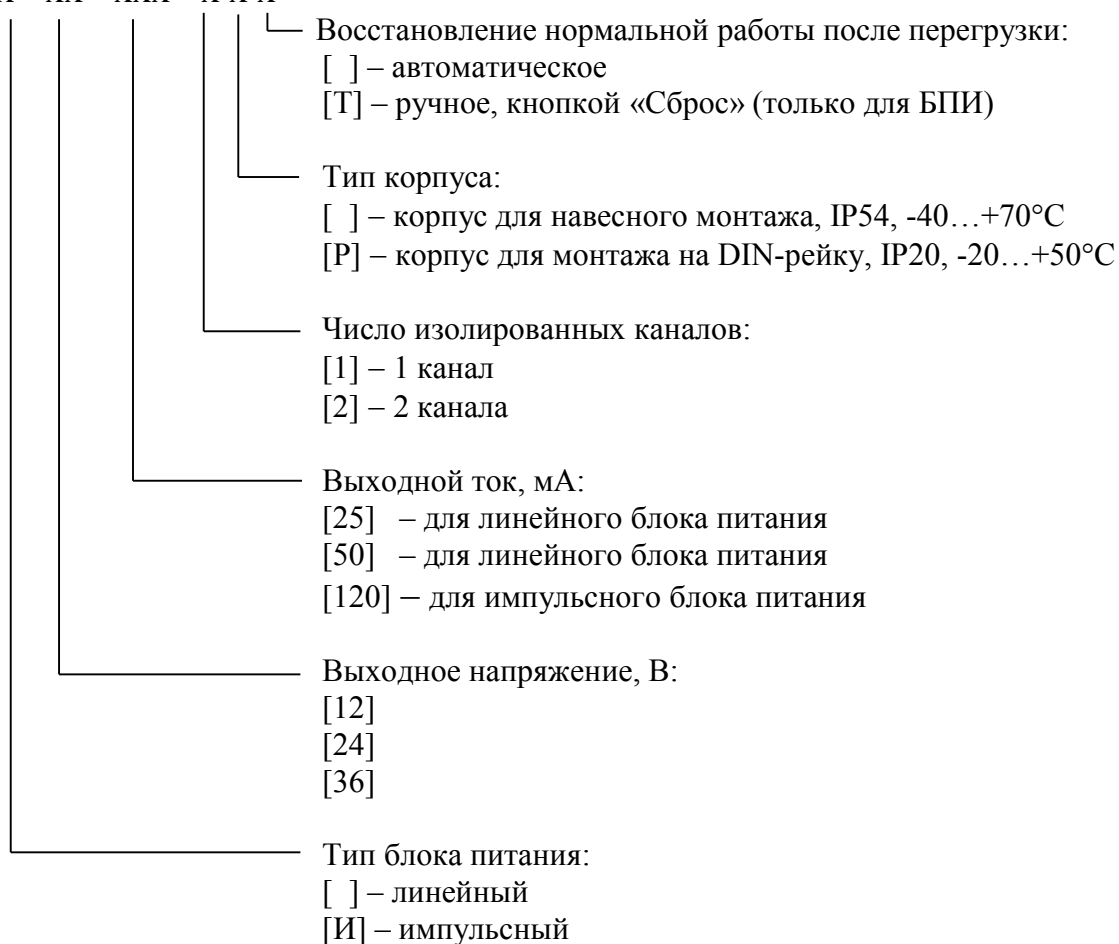 Восстановление нормальной работы после перегрузки:
[ ] – автоматическое
[Т] – ручное, кнопкой «Сброс» (только для БПИ)
Тип корпуса:
[ ] – корпус для навесного монтажа, IP54, -40…+70°С
[Р] – корпус для монтажа на DIN-рейку, IP20, -20…+50°С
Число изолированных каналов:
[1] – 1 канал
[2] – 2 канала
Выходной ток, мА:
[25] – для линейного блока питания
[50] – для линейного блока питания
[120] – для импульсного блока питания
Выходное напряжение, В:
[12]
[24]
[36]
Тип блока питания:
[ ] – линейный
[И] – импульсный